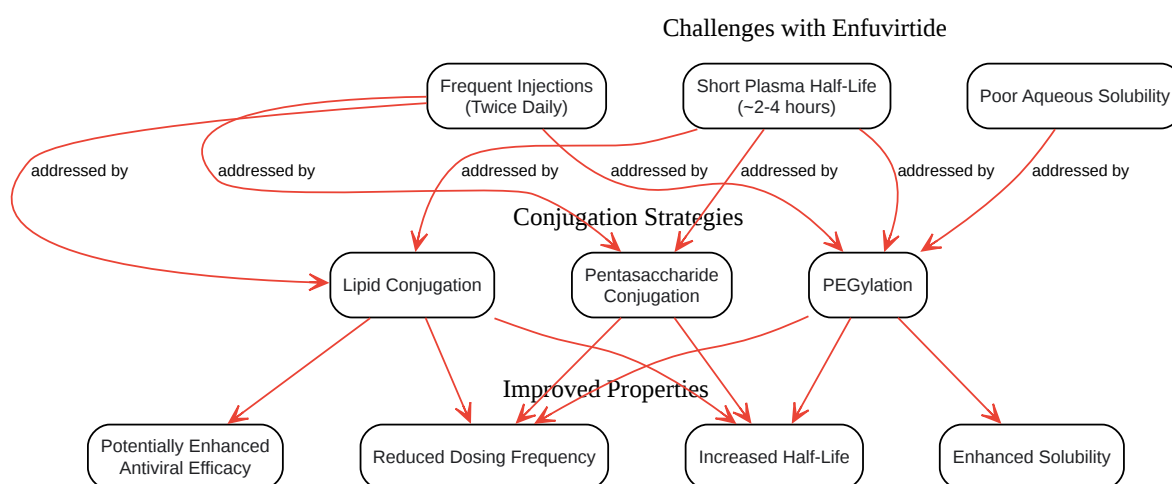 Challenges with Enfuvirtide
Frequent Injections
(Twice Daily)
Short Plasma Half-Life
(~2-4 hours)
Poor Aqueous Solubility
addressed by
addressed by
addressed by
addressed by
addressed by
addressed by
addressed by
Conjugation Strategies
Lipid Conjugation
Pentasaccharide
Conjugation
PEGylation
Improved Properties
Potentially Enhanced
Antiviral Efficacy
Reduced Dosing Frequency
Increased Half-Life
Enhanced Solubility